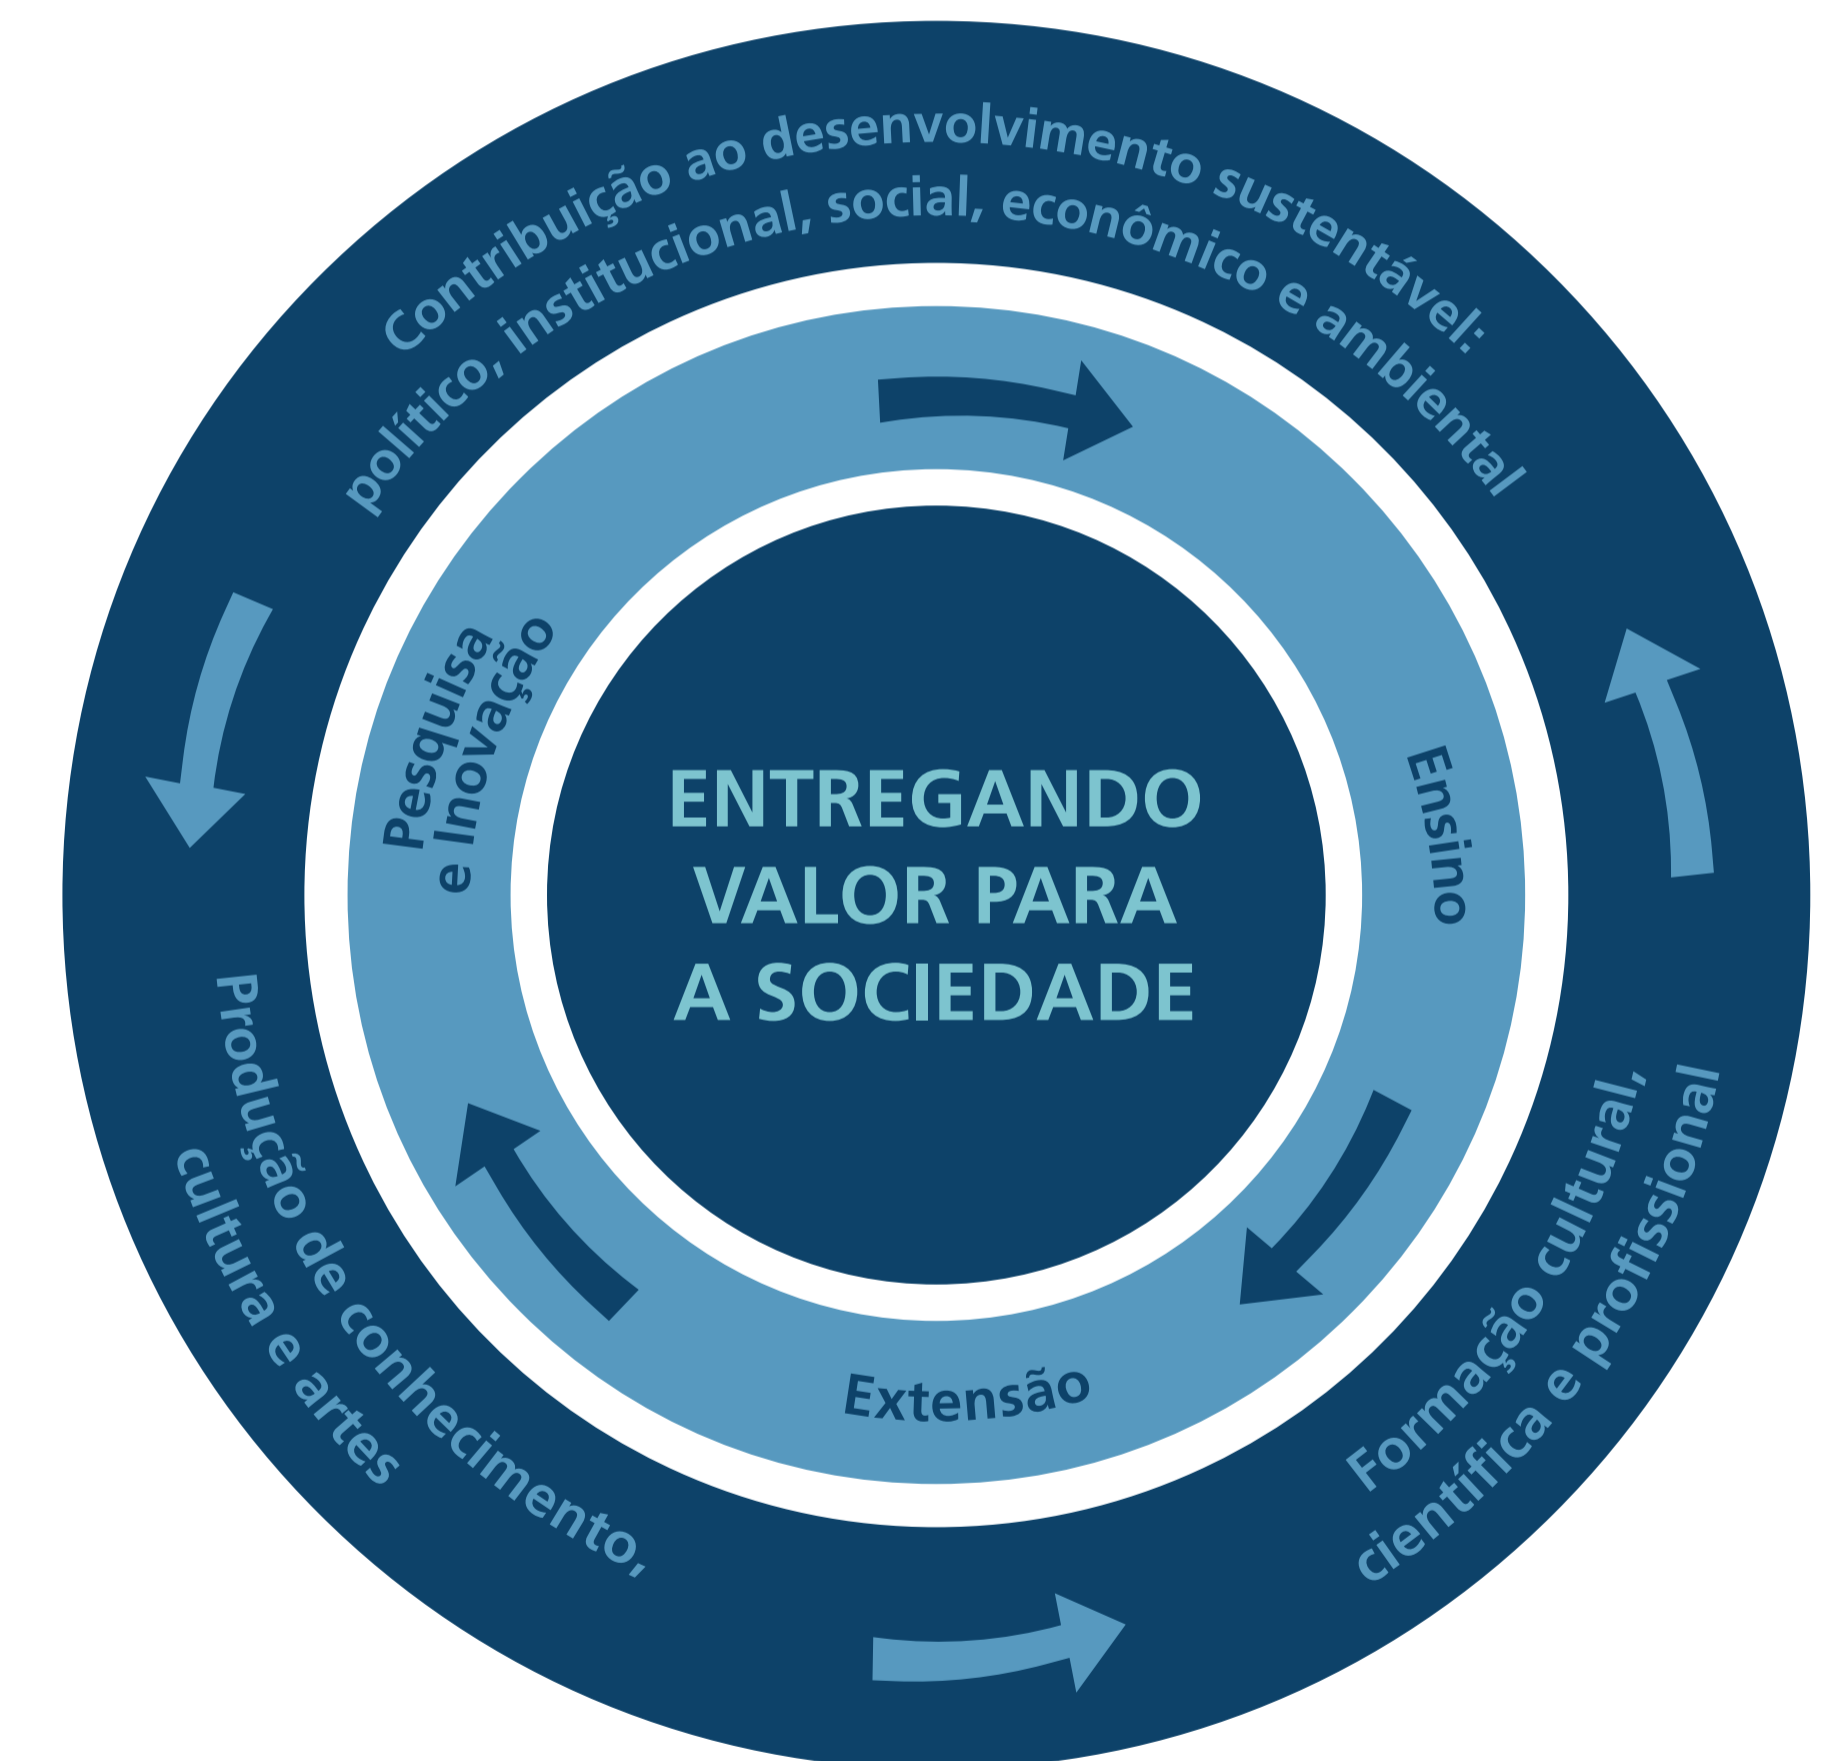 Contribuição ao desenvolvimento sustentável:
político, institucional, social, econômico e ambiental
Pesquisa
e Inovação
Ensino
Extensão
ENTREGANDO
VALOR PARA
A SOCIEDADE
Produção de conhecimento,
cultura e artes
Formação cultural,
científica e profissional